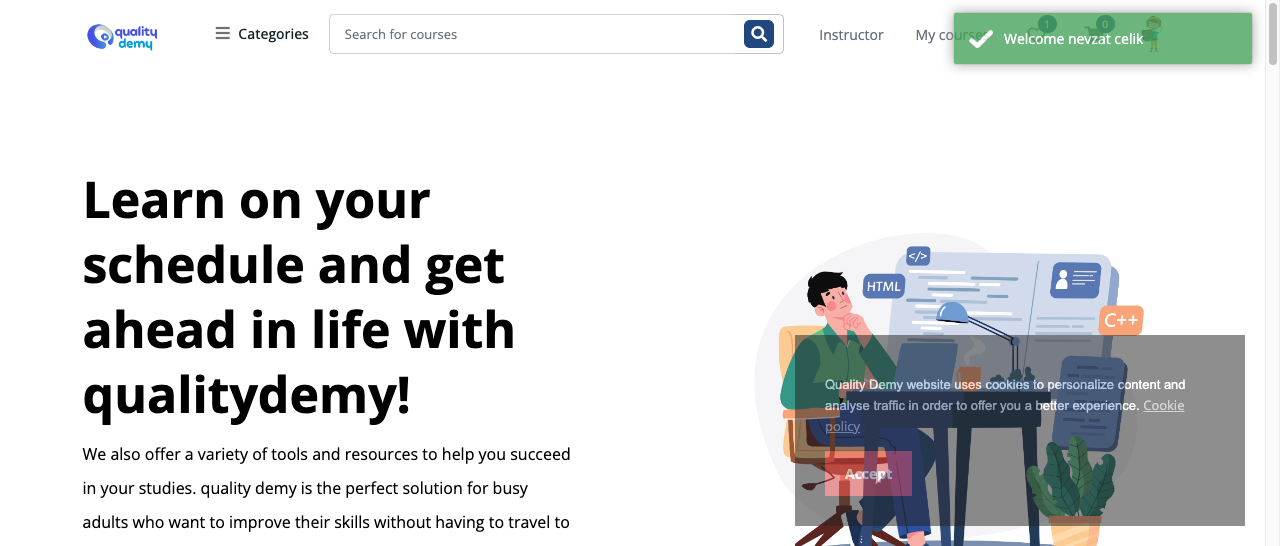 quality
demy
Categories
Search for courses
Instructor
My courses
1
0
Welcome nevzat celik
Learn on your
schedule and get
ahead in life with
qualitydemy!
We also offer a variety of tools and resources to help you succeed
in your studies. quality demy is the perfect solution for busy
adults who want to improve their skills without having to travel to
</>
HTML
C++
Quality Demy website uses cookies to personalize content and
analyse traffic in order to offer you a better experience. Cookie
policy
Accept